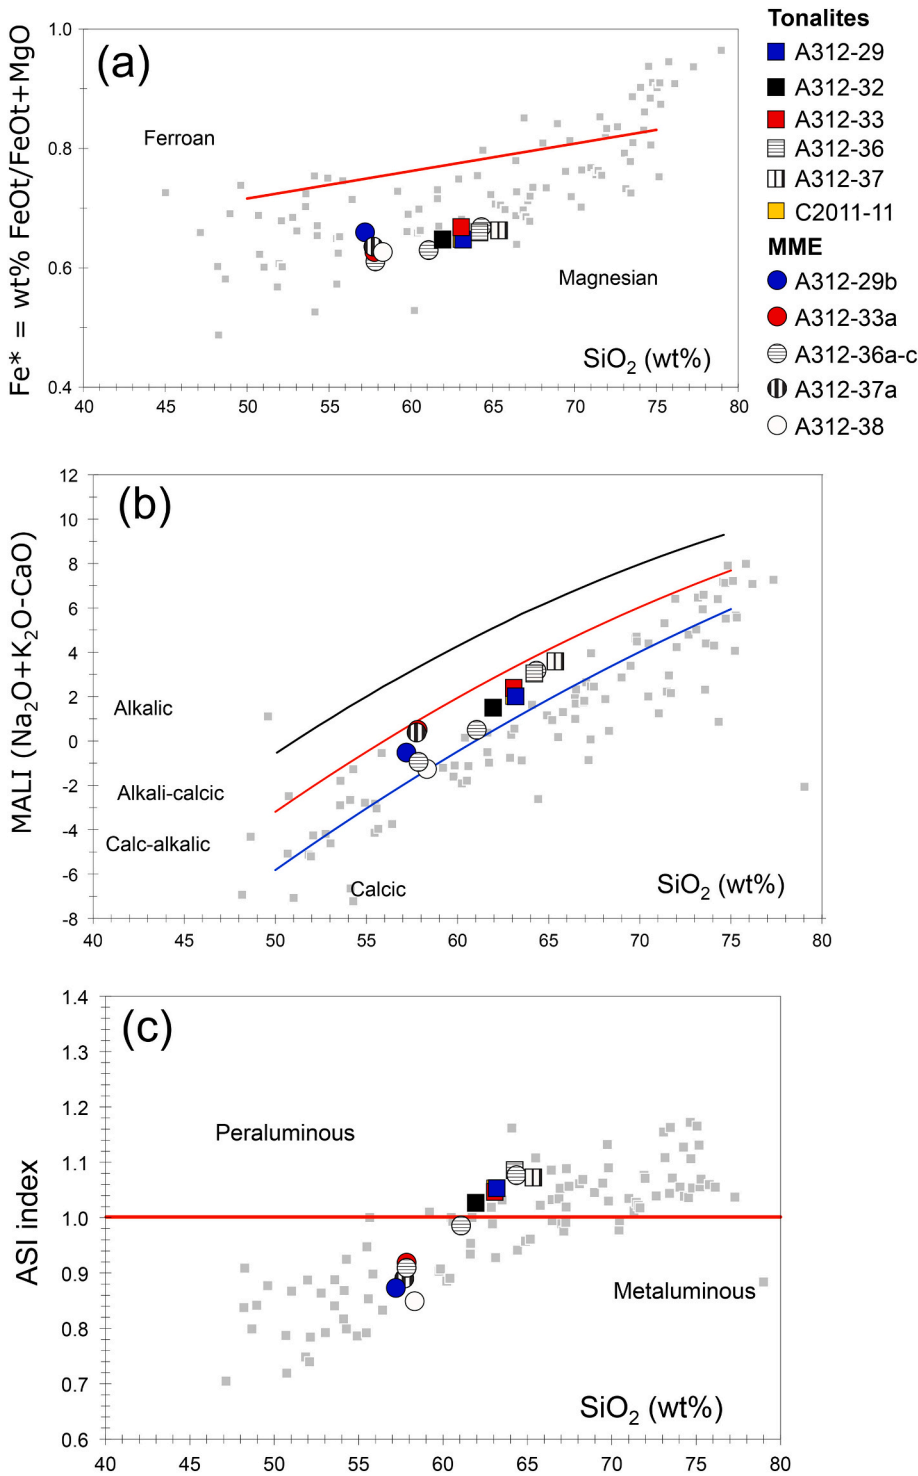 (a)
Fe* = wt% FeOt/FeOt+MgO
1.0
0.8
0.6
0.4
Ferroan
Magnesian
SiO₂ (wt%)
40 45 50 55 60 65 70 75 80
Tonalites
A312-29
A312-32
A312-33
A312-36
A312-37
C2011-11
MME
A312-29b
A312-33a
A312-36a-c
A312-37a
A312-38
(b)
MALI (Na₂O+K₂O-CaO)
12
10
8
6
4
2
0
-2
-4
-6
-8
Alkalic
Alkali-calcic
Calc-alkalic
Calcic
SiO₂ (wt%)
40 45 50 55 60 65 70 75 80
(c)
ASI index
1.4
1.3
1.2
1.1
1.0
0.9
0.8
0.7
0.6
Peraluminous
Metaluminous
SiO₂ (wt%)
40 45 50 55 60 65 70 75 80